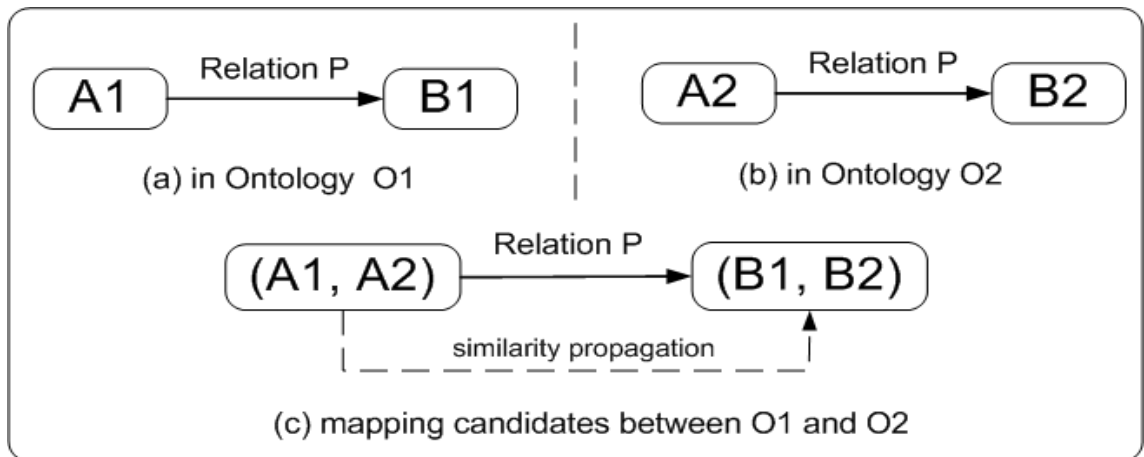 Relation P
A1
B1
(a) in Ontology O1
Relation P
A2
B2
(b) in Ontology O2
Relation P
(A1, A2)
(B1, B2)
similarity propagation
(c) mapping candidates between O1 and O2